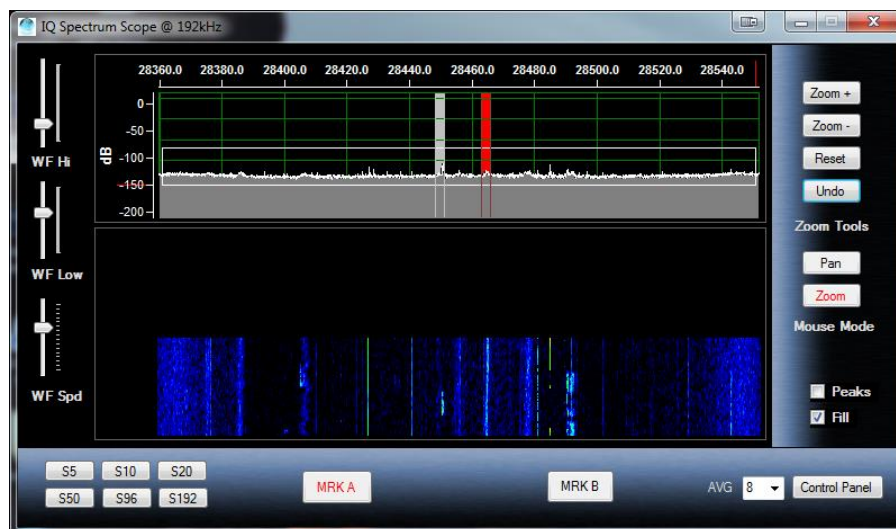 IQ Spectrum Scope @ 192kHz
28360.0 28380.0 28400.0 28420.0 28440.0 28460.0 28480.0 28500.0 28520.0 28540.0
0
-50
dB
-100
-150
-200
WF Hi
WF Low
WF Spd
Zoom +
Zoom -
Reset
Undo
Zoom Tools
Pan
Zoom
Mouse Mode
Peaks
Fill
S5 S10 S20
S50 S96 S192
MRK A
MRK B
AVG 8
Control Panel